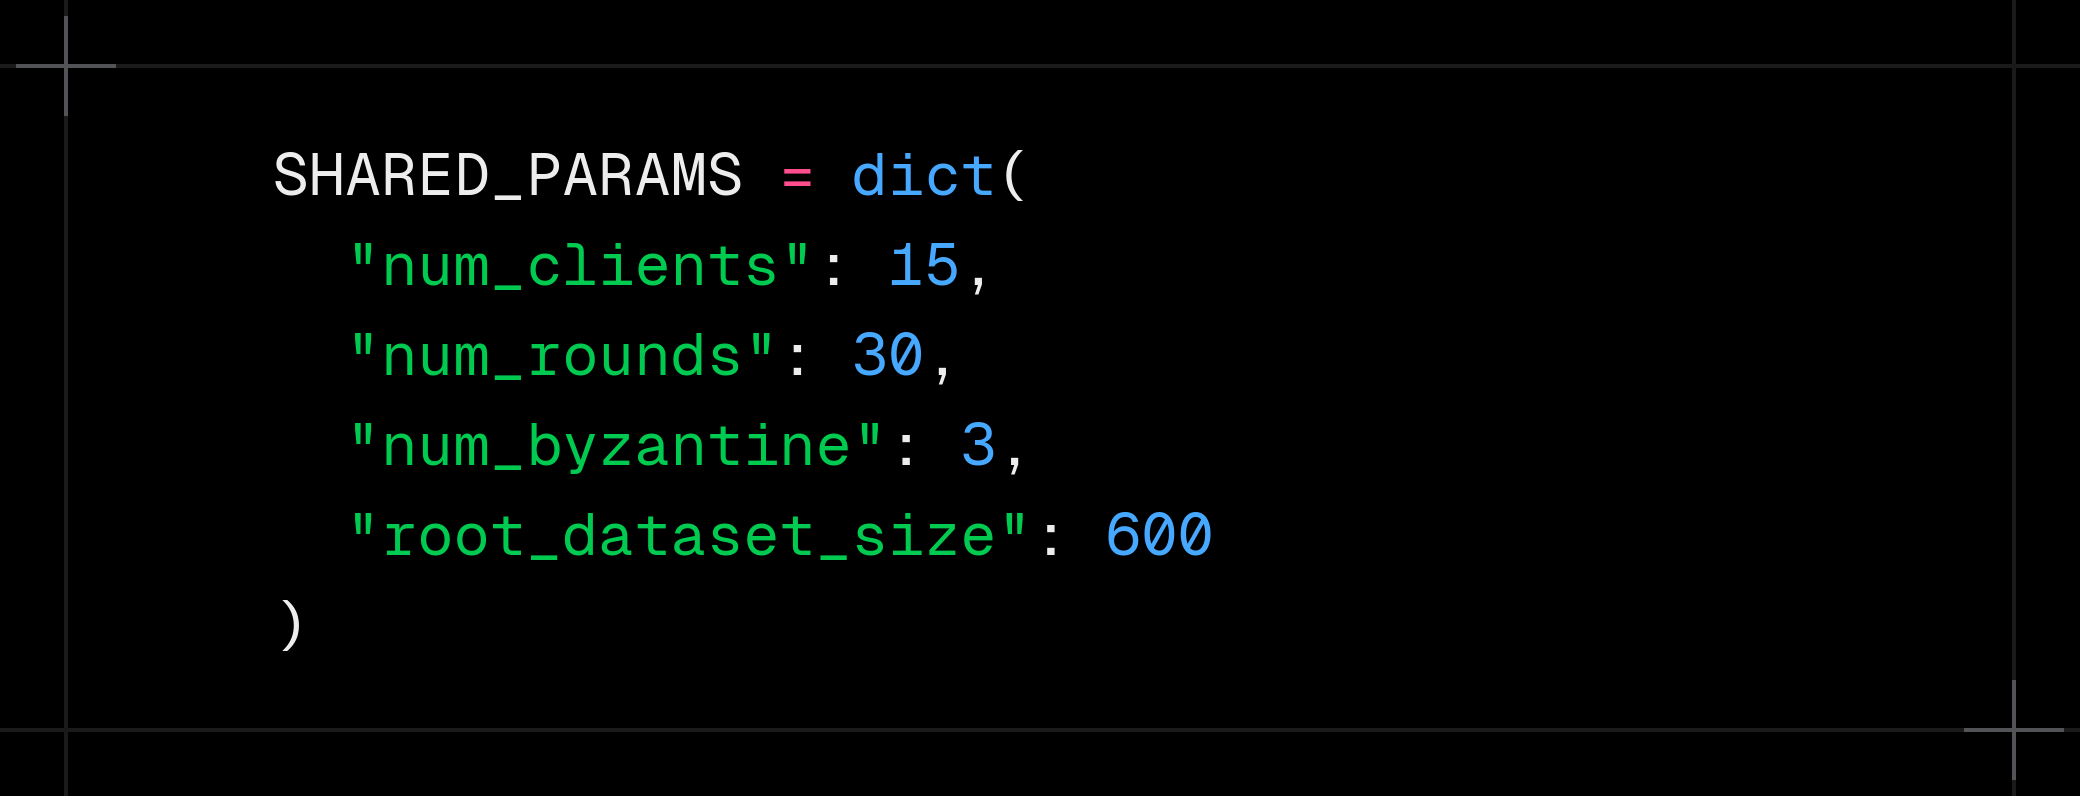 SHARED_PARAMS = dict(
  "num_clients": 15,
  "num_rounds": 30,
  "num_byzantine": 3,
  "root_dataset_size": 600
)